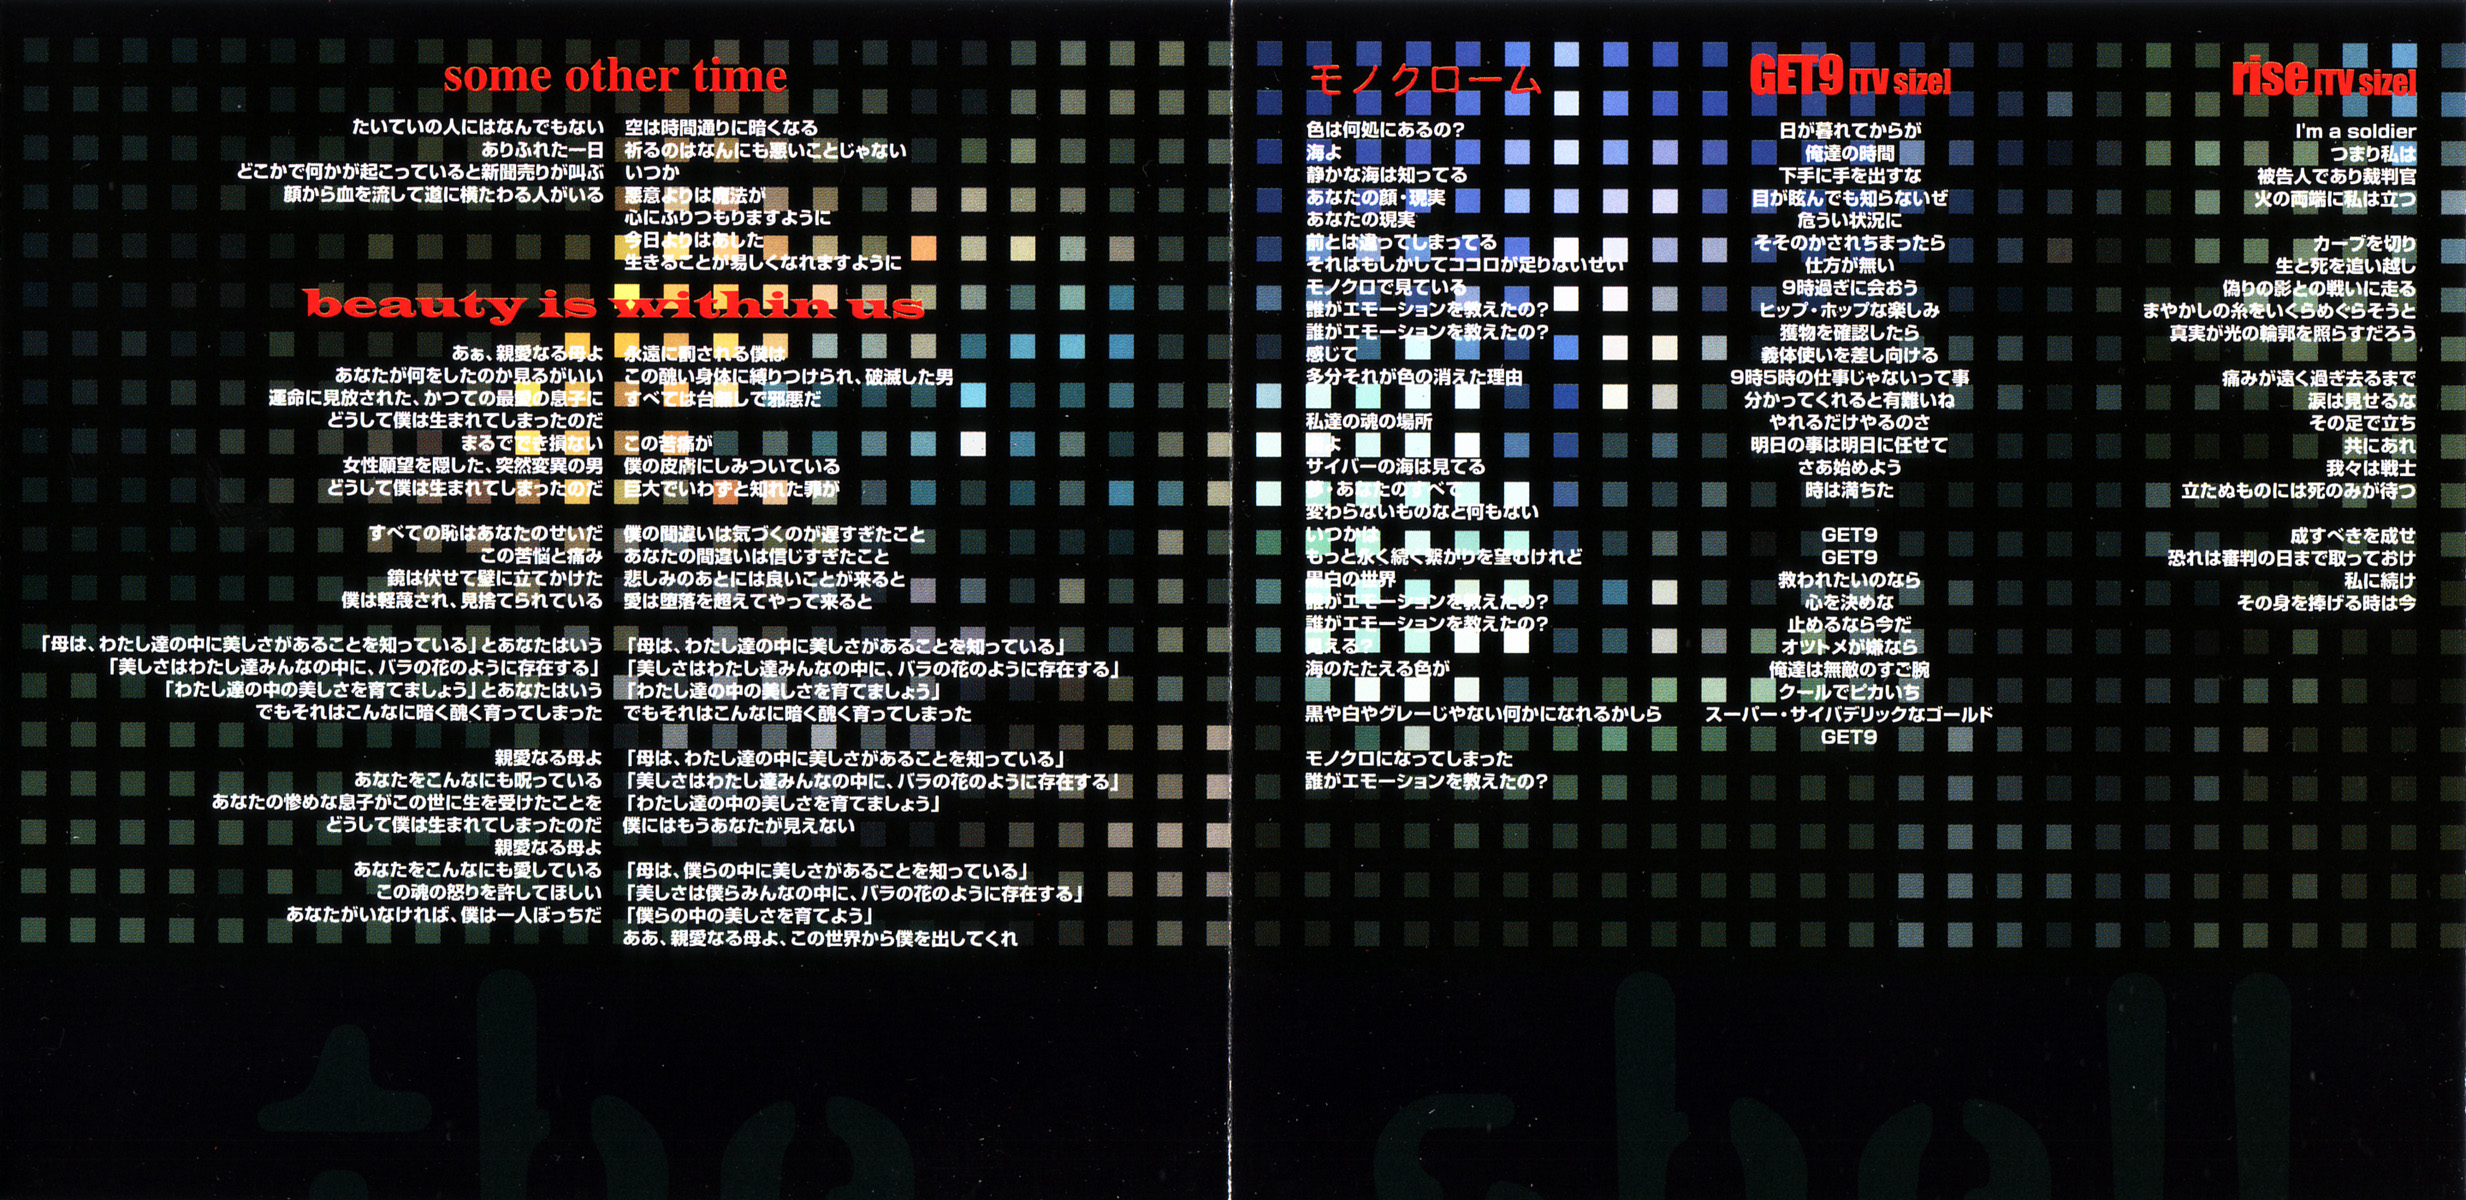 some other time
たいていの人にはなんでもない
ありふれた一日
どこかで何かが起こっていると新聞売りが叫ぶ
顔から血を流して道に横たわる人がいる
空は時間通りに暗くなる
祈るのはなんにも悪いことじゃない
いつか
悪意よりは魔法が
心にふりつもりますように
今日よりはあした
生きることが易しくなれますように
beauty is within us
あぁ、親愛なる母よ
あなたが何をしたのか見るがいい
運命に見放された、かつての最愛の息子に
どうして僕は生まれてしまったのだ
まるででき損ない
女性願望を隠した、突然変異の男
どうして僕は生まれてしまったのだ
すべての恥はあなたのせいだ
この苦悩と痛み
鏡は伏せて壁に立てかけた
僕は軽蔑され、見捨てられている
「母は、わたし達の中に美しさがあることを知っている」とあなたはいう
「美しさはわたし達みんなの中に、バラの花のように存在する」
「わたし達の中の美しさを育てましょう」とあなたはいう
でもそれはこんなに暗く醜く育ってしまった
親愛なる母よ
あなたをこんなにも呪っている
あなたの惨めな息子がこの世に生を受けたことを
どうして僕は生まれてしまったのだ
親愛なる母よ
あなたをこんなにも愛している
この魂の怒りを許してほしい
あなたがいなければ、僕は一人ぼっちだ
永遠に罰される僕は
この醜い身体に縛りつけられ、破滅した男
すべては台無しで邪悪だ
この苦痛が
僕の皮膚にしみついている
巨大でいわずと知れた罪が
僕の間違いは気づくのが遅すぎたこと
あなたの間違いは信じすぎたこと
悲しみのあとには良いことが来ると
愛は堕落を超えてやって来ると
「母は、わたし達の中に美しさがあることを知っている」
「美しさはわたし達みんなの中に、バラの花のように存在する」
「わたし達の中の美しさを育てましょう」
でもそれはこんなに暗く醜く育ってしまった
「母は、わたし達の中に美しさがあることを知っている」
「美しさはわたし達みんなの中に、バラの花のように存在する」
「わたし達の中の美しさを育てましょう」
僕にはもうあなたが見えない
「母は、僕らの中に美しさがあることを知っている」
「美しさは僕らみんなの中に、バラの花のように存在する」
「僕らの中の美しさを育てよう」
ああ、親愛なる母よ、この世界から僕を出してくれ
モノクローム
色は何処にあるの?
海よ
静かな海は知ってる
あなたの顔・現実
あなたの現実
前とは違ってしまってる
それはもしかしてココロが足りないせい
モノクロで見ている
誰がエモーションを教えたの?
誰がエモーションを教えたの?
感じて
多分それが色の消えた理由
私達の魂の場所
海よ
サイバーの海は見てる
夢・あなたのすべて
変わらないものなど何もない
いつかは
もっと永く続く繋がりを望むけれど
黒白の世界
誰がエモーションを教えたの?
誰がエモーションを教えたの?
見える?
海のたたえる色が
黒や白やグレーじゃない何かになれるかしら
モノクロになってしまった
誰がエモーションを教えたの?
GET9 [TV size]
日が暮れてからが
俺達の時間
下手に手を出すな
目が眩んでも知らないぜ
危うい状況に
そそのかされちまったら
仕方が無い
9時過ぎに会おう
ヒップ・ホップな楽しみ
獲物を確認したら
義体使いを差し向ける
9時5時の仕事じゃないって事
分かってくれると有難いね
やれるだけやるのさ
明日の事は明日に任せて
さあ始めよう
時は満ちた
GET9
GET9
救われたいのなら
心を決めな
止めるなら今だ
オツトメが嫌なら
俺達は無敵のすご腕
クールでピカいち
スーパー・サイバデリックなゴールド
GET9
rise [TV size]
I'm a soldier
つまり私は
被告人であり裁判官
火の両端に私は立つ
カーブを切り
生と死を追い越し
偽りの影との戦いに走る
まやかしの糸をいくらめぐらそうと
真実が光の輪郭を照らすだろう
痛みが遠く過ぎ去るまで
涙は見せるな
その足で立ち
共にあれ
我々は戦士
立たぬものには死のみが待つ
成すべきを成せ
恐れは審判の日まで取っておけ
私に続け
その身を捧げる時は今
the
shell